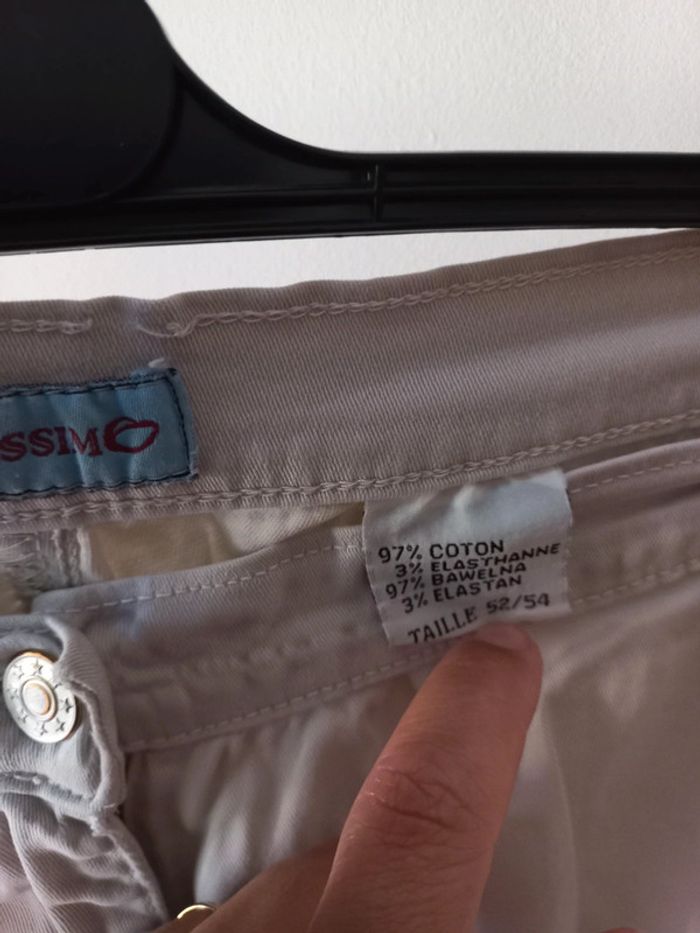 SSIMO
97% COTON
3% ELASTHANNE
97% BAWELNA
3% ELASTAN
TAILLE 52/54